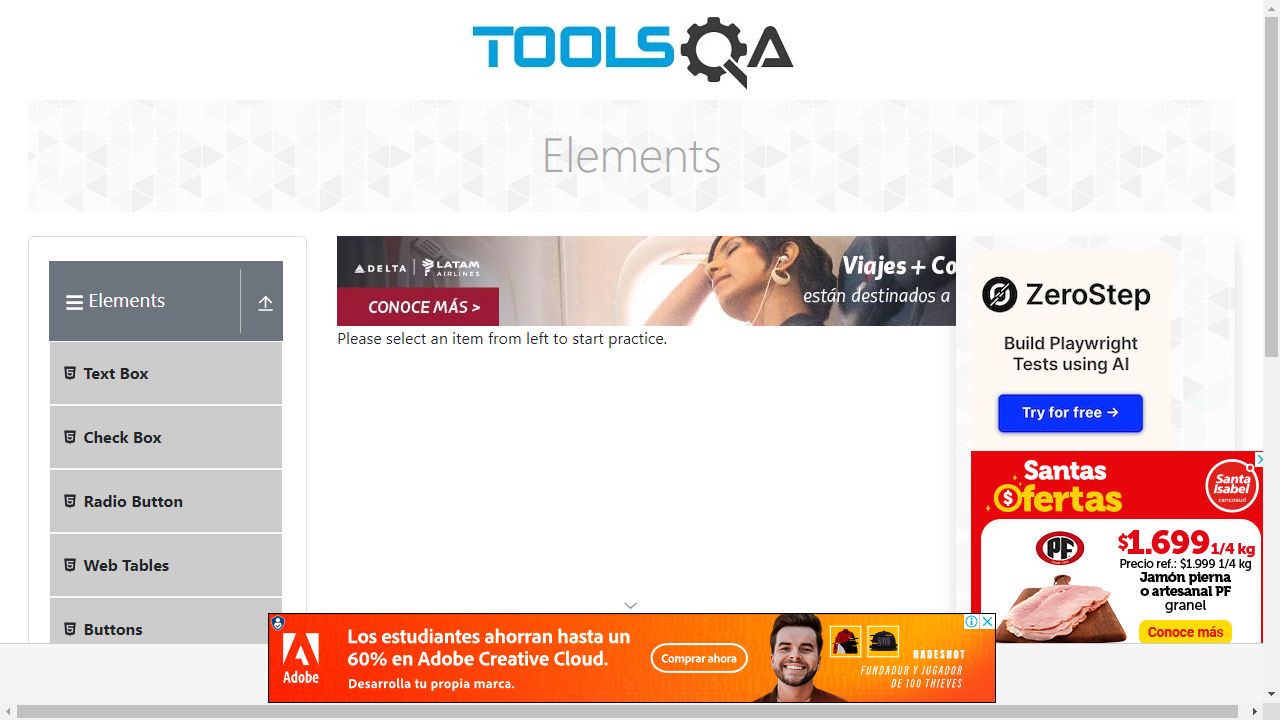 TOOLSQA
Elements
Elements
Text Box
Check Box
Radio Button
Web Tables
Buttons
DELTA | LATAM AIRLINES
CONOCE MÁS >
Viajes + Co
están destinados a
Please select an item from left to start practice.
ZeroStep
Build Playwright
Tests using AI
Try for free →
Santas
Ofertas
Santa
Isabel
cencosud
PF
$1.699 1/4 kg
Precio ref.: $1.999 1/4 kg
Jamón pierna
o artesanal PF
granel
Conoce más
Adobe
Los estudiantes ahorran hasta un
60% en Adobe Creative Cloud.
Desarrolla tu propia marca.
Comprar ahora
NADESHOT
FUNDADOR Y JUGADOR
DE 100 THIEVES